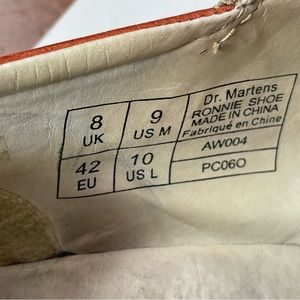 8 UK
9 US M
42 EU
10 US L
Dr. Martens
RONNIE SHOE
MADE IN CHINA
Fabriqué en Chine
AW004
PC06O